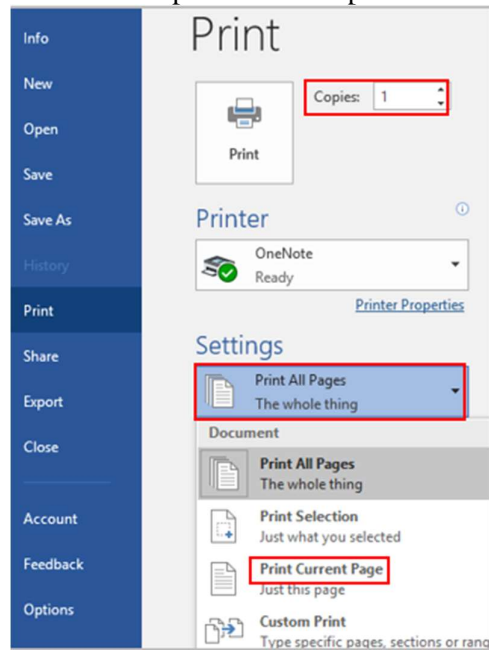 Info
New
Open
Save
Save As
History
Print
Share
Export
Close
Account
Feedback
Options
Print
Copies: 1
Print
Printer
OneNote
Ready
Printer Properties
Settings
Print All Pages
The whole thing
Document
Print All Pages
The whole thing
Print Selection
Just what you selected
Print Current Page
Just this page
Custom Print
Type specific pages, sections or rang